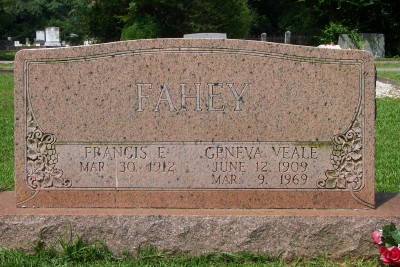 FAHEY
FRANCIS E. GENEVA VEALE
MAR. 30. 1912 JUNE 12. 1909
MAR. 9. 1969